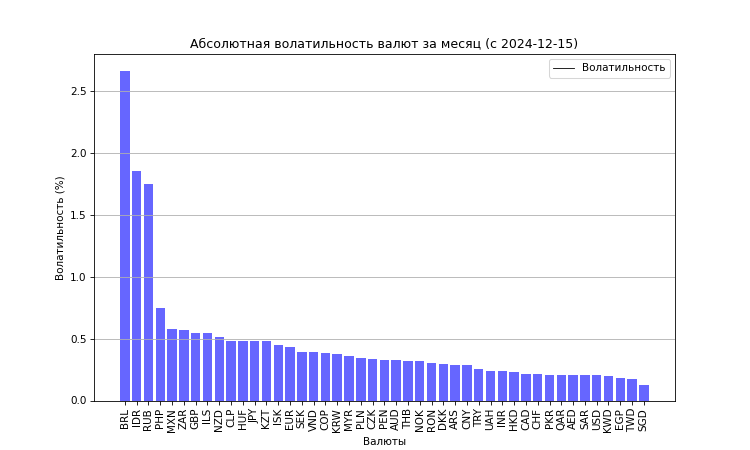 Абсолютная волатильность валют за месяц (с 2024-12-15)
Волатильность
Волатильность (%)
2.5
2.0
1.5
1.0
0.5
0.0
BRL IDR RUB PHP MXN ZAR GBP ILS NZD CLP HUF JPY KZT ISK EUR SEK VND COP KRW MYR PLN CZK PEN AUD THB NOK RON DKK ARS CNY TRY UAH INR HKD CAD CHF PKR QAR AED SAR USD KWD EGP TWD SGD
Валюты